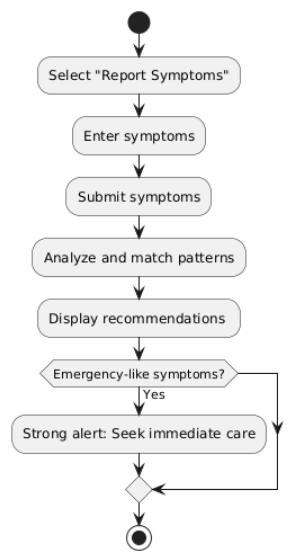 Select "Report Symptoms"
Enter symptoms
Submit symptoms
Analyze and match patterns
Display recommendations
Emergency-like symptoms?
Yes
Strong alert: Seek immediate care